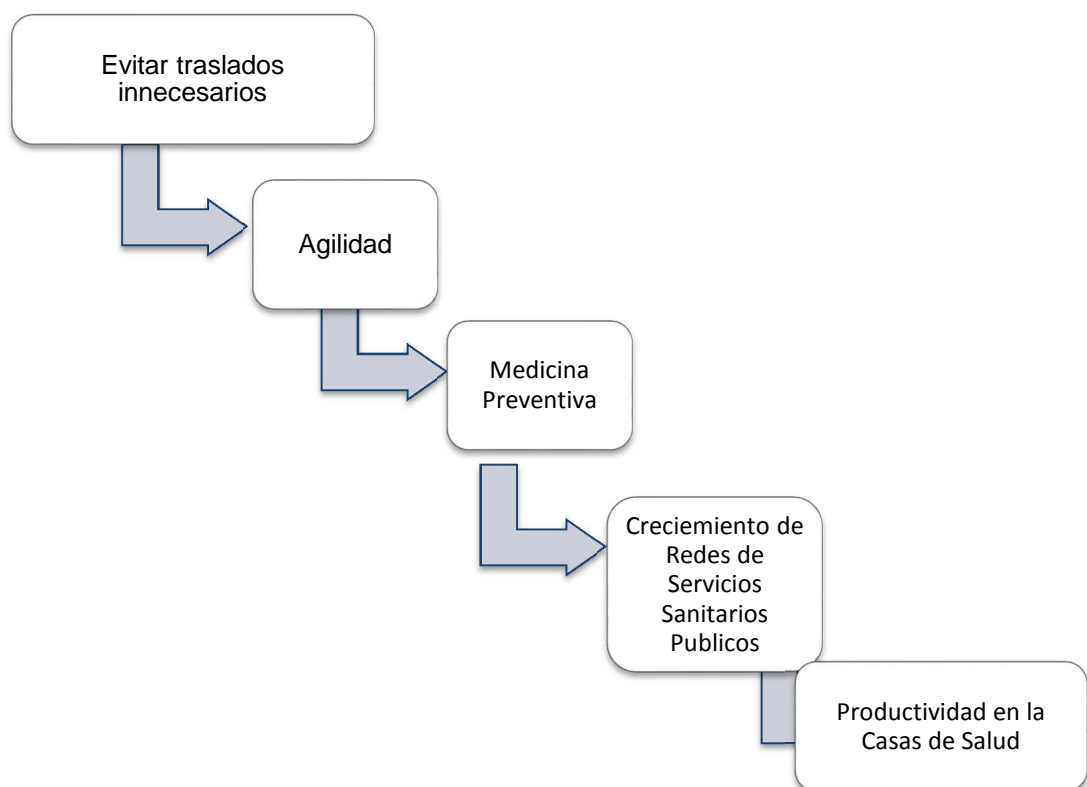 Evitar traslados
innecesarios
Agilidad
Medicina
Preventiva
Creciemiento de
Redes de
Servicios
Sanitarios
Publicos
Productividad en la
Casas de Salud